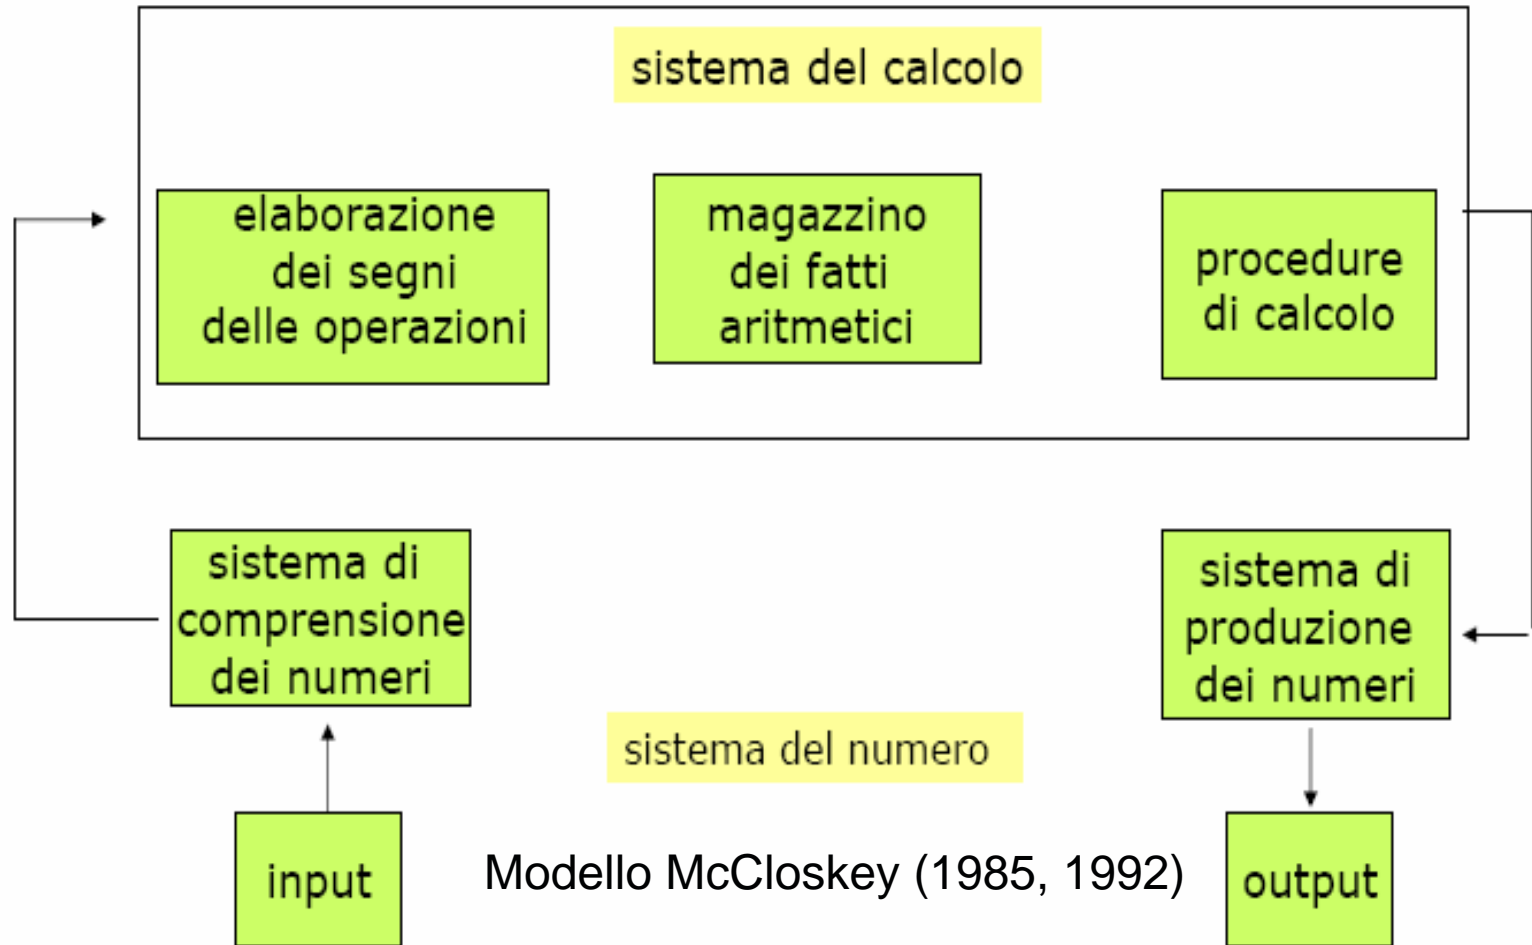 sistema del calcolo
elaborazione
dei segni
delle operazioni
magazzino
dei fatti
aritmetici
procedure
di calcolo
sistema di
comprensione
dei numeri
sistema di
produzione
dei numeri
sistema del numero
input
Modello McCloskey (1985, 1992)
output